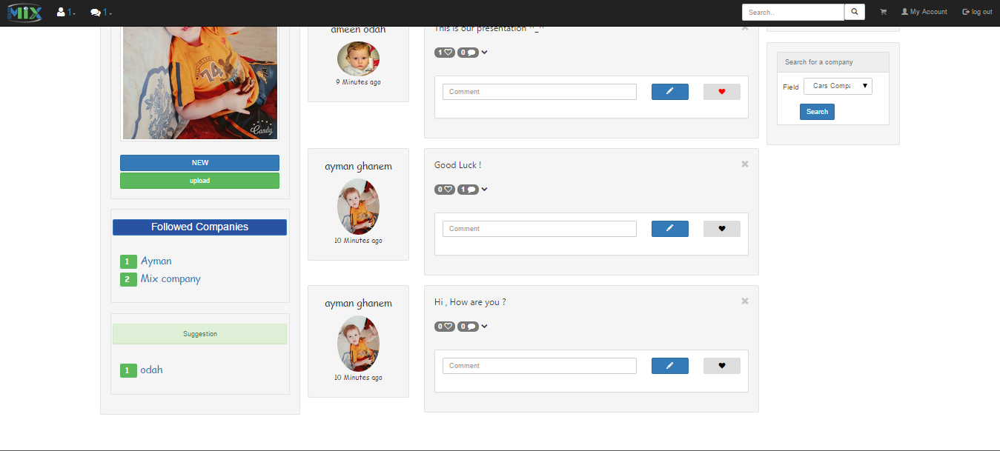 MiX
1
1
Search..
My Account
log out
74
Candy
NEW
upload
Followed Companies
1 Ayman
2 Mix company
Suggestion
1 odah
ameen odah
9 Minutes ago
This is our presentation ^_^
1 0
Comment
ayman ghanem
10 Minutes ago
Good Luck !
0 1
Comment
ayman ghanem
10 Minutes ago
Hi , How are you ?
0 0
Comment
Search for a company
Field Cars Compa
Search